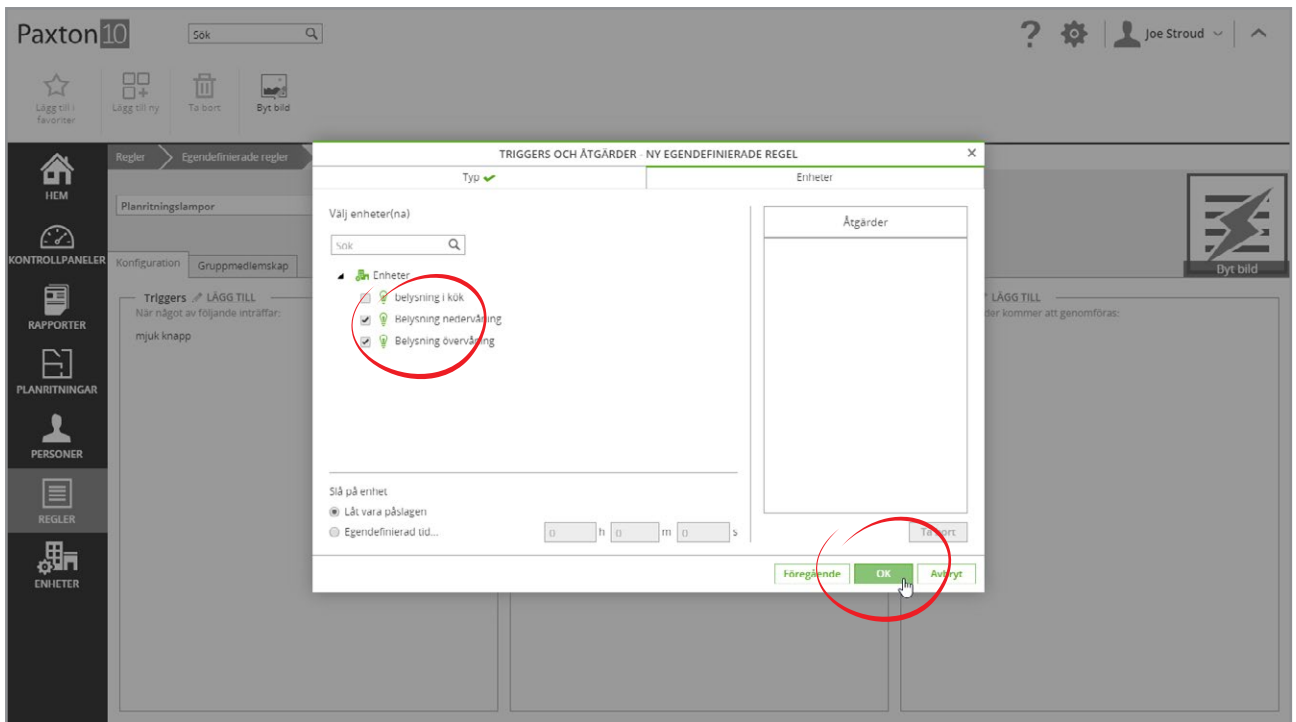 Paxton 10
Sök
Joe Stroud
Lägg till i
favoriter
Lägg till ny
Ta bort
Byt bild
HEM
KONTROLLPANELER
RAPPORTER
PLANRITNINGAR
PERSONER
REGLER
ENHETER
Regler
Egendefinierade regler
Planritningslampor
Byt bild
Konfiguration
Gruppmedlemskap
Triggers LÄGG TILL
När något av följande inträffar:
mjuk knapp
LÄGG TILL
der kommer att genomföras:
TRIGGERS OCH ÅTGÄRDER - NY EGENDEFINIERADE REGEL
Typ
Enheter
Välj enheter(na)
Sök
Enheter
belysning i kök
Belysning nedervåning
Belysning övervåning
Åtgärder
Slå på enhet
Låt vara påslagen
Egendefinierad tid...
0 h 0 m 0 s
Ta bort
Föregående
OK
Avbryt